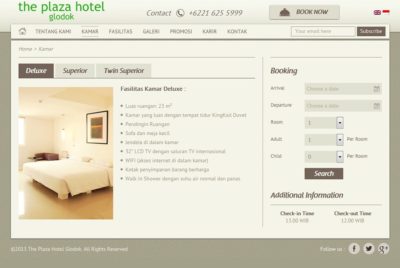 the plaza hotel
glodok
Contact +6221 625 5999
BOOK NOW
TENTANG KAMI KAMAR FASILITAS GALERI PROMOSI KARIR KONTAK
Your email here Subscribe
Home > Kamar
Deluxe Superior Twin Superior
Fasilitas Kamar Deluxe :
Luas ruangan: 23 m²
Kamar yang luas dengan tempat tidur King/Kait Duvet
Pendingin Ruangan
Sofa dan meja kecil
Jendela di dalam kamar
32" LCD TV dengan saluran TV internasional
WIFI (akses internet di dalam kamar)
Kotak penyimpanan barang berharga
Walk in Shower dengan suhu air normal dan panas.
Booking
Arrival Choose a date
Departure Choose a date
Room 1 Per Room
Adult 1 Per Room
Child 0 Per Room
Search
Additional Information
Check-in Time Check-out Time
13.00 WIB 12.00 WIB
©2013 The Plaza Hotel Glodok. All Rights Reserved
Follow us :